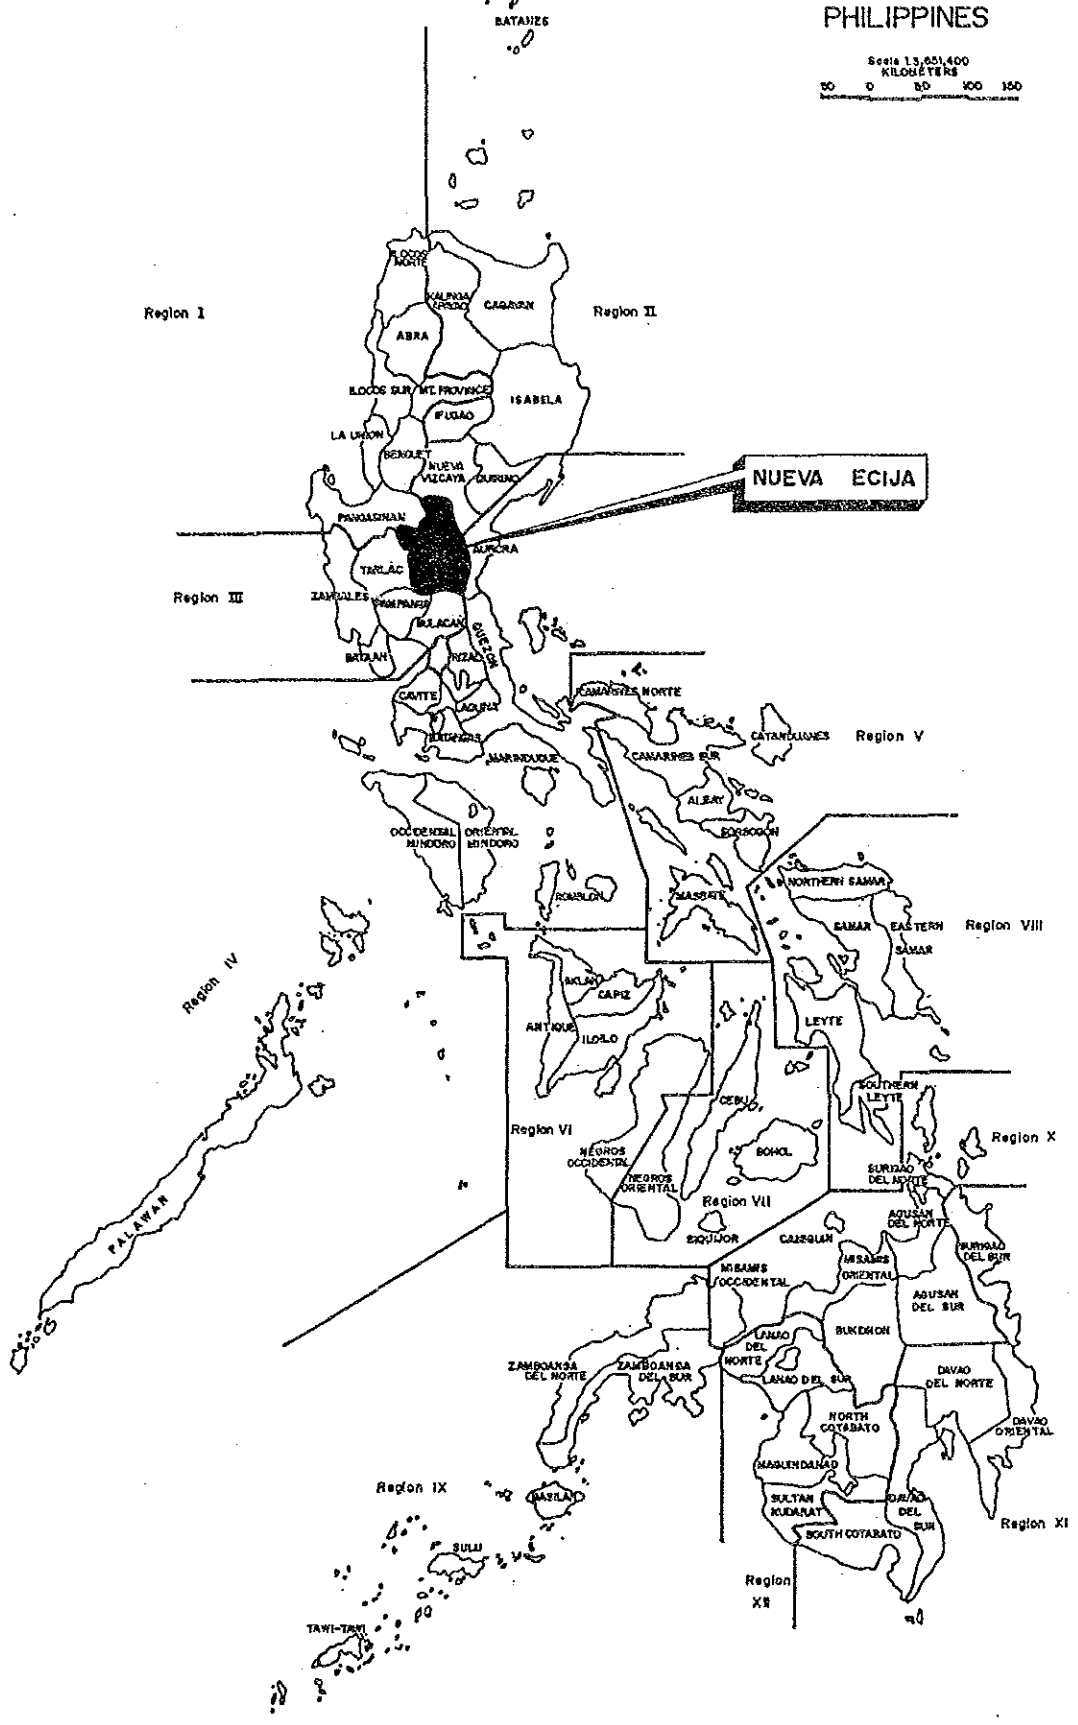 PHILIPPINES
Scale 1:3,651,400
KILOMETERS
50 0 50 100 150
BATANES
ILOCOS
NORTE
KALINGA
APAYAO
CAGAYAN
Region I
Region II
ABRA
ILOCOS SUR
MT. PROVINCE
ISABELA
IFUGAO
LA UNION
BENGUET
NUEVA
VIZCAYA
QUIRINO
NUEVA ECIJA
PANGASINAN
AURORA
TARLAC
Region III
ZAMBALES
PAMPANGA
BULACAN
QUEZON
BATAAN
RIZAL
CAVITE
LAGUNA
CAMARINES NORTE
BATANGAS
CATANDUANES
Region V
MARINDUQUE
CAMARINES SUR
ALBAY
OCCIDENTAL
MINDORO
ORIENTAL
MINDORO
SORSOGON
ROMBLON
MASBATE
NORTHERN SAMAR
SAMAR
EASTERN
SAMAR
Region VIII
Region IV
AKLAN
CAPIZ
ANTIQUE
ILOILO
LEYTE
SOUTHERN
LEYTE
CEBU
Region VI
BOHOL
Region X
NEGROS
OCCIDENTAL
NEGROS
ORIENTAL
SURIGAO
DEL NORTE
Region VII
PALAWAN
AGUSAN
DEL NORTE
SIQUIJOR
CAMIGUIN
SURIGAO
DEL SUR
MISAMIS
OCCIDENTAL
MISAMIS
ORIENTAL
AGUSAN
DEL SUR
BUKIDNON
LANAO
DEL
NORTE
ZAMBOANGA
DEL NORTE
ZAMBOANGA
DEL SUR
LANAO DEL SUR
DAVAO
DEL NORTE
NORTH
COTABATO
DAVAO
ORIENTAL
MAGUINDANAO
Region IX
BASILAN
SULTAN
KUDARAT
DAVAO
DEL
SUR
Region XI
SOUTH COTABATO
SULU
Region
XII
TAWI-TAWI